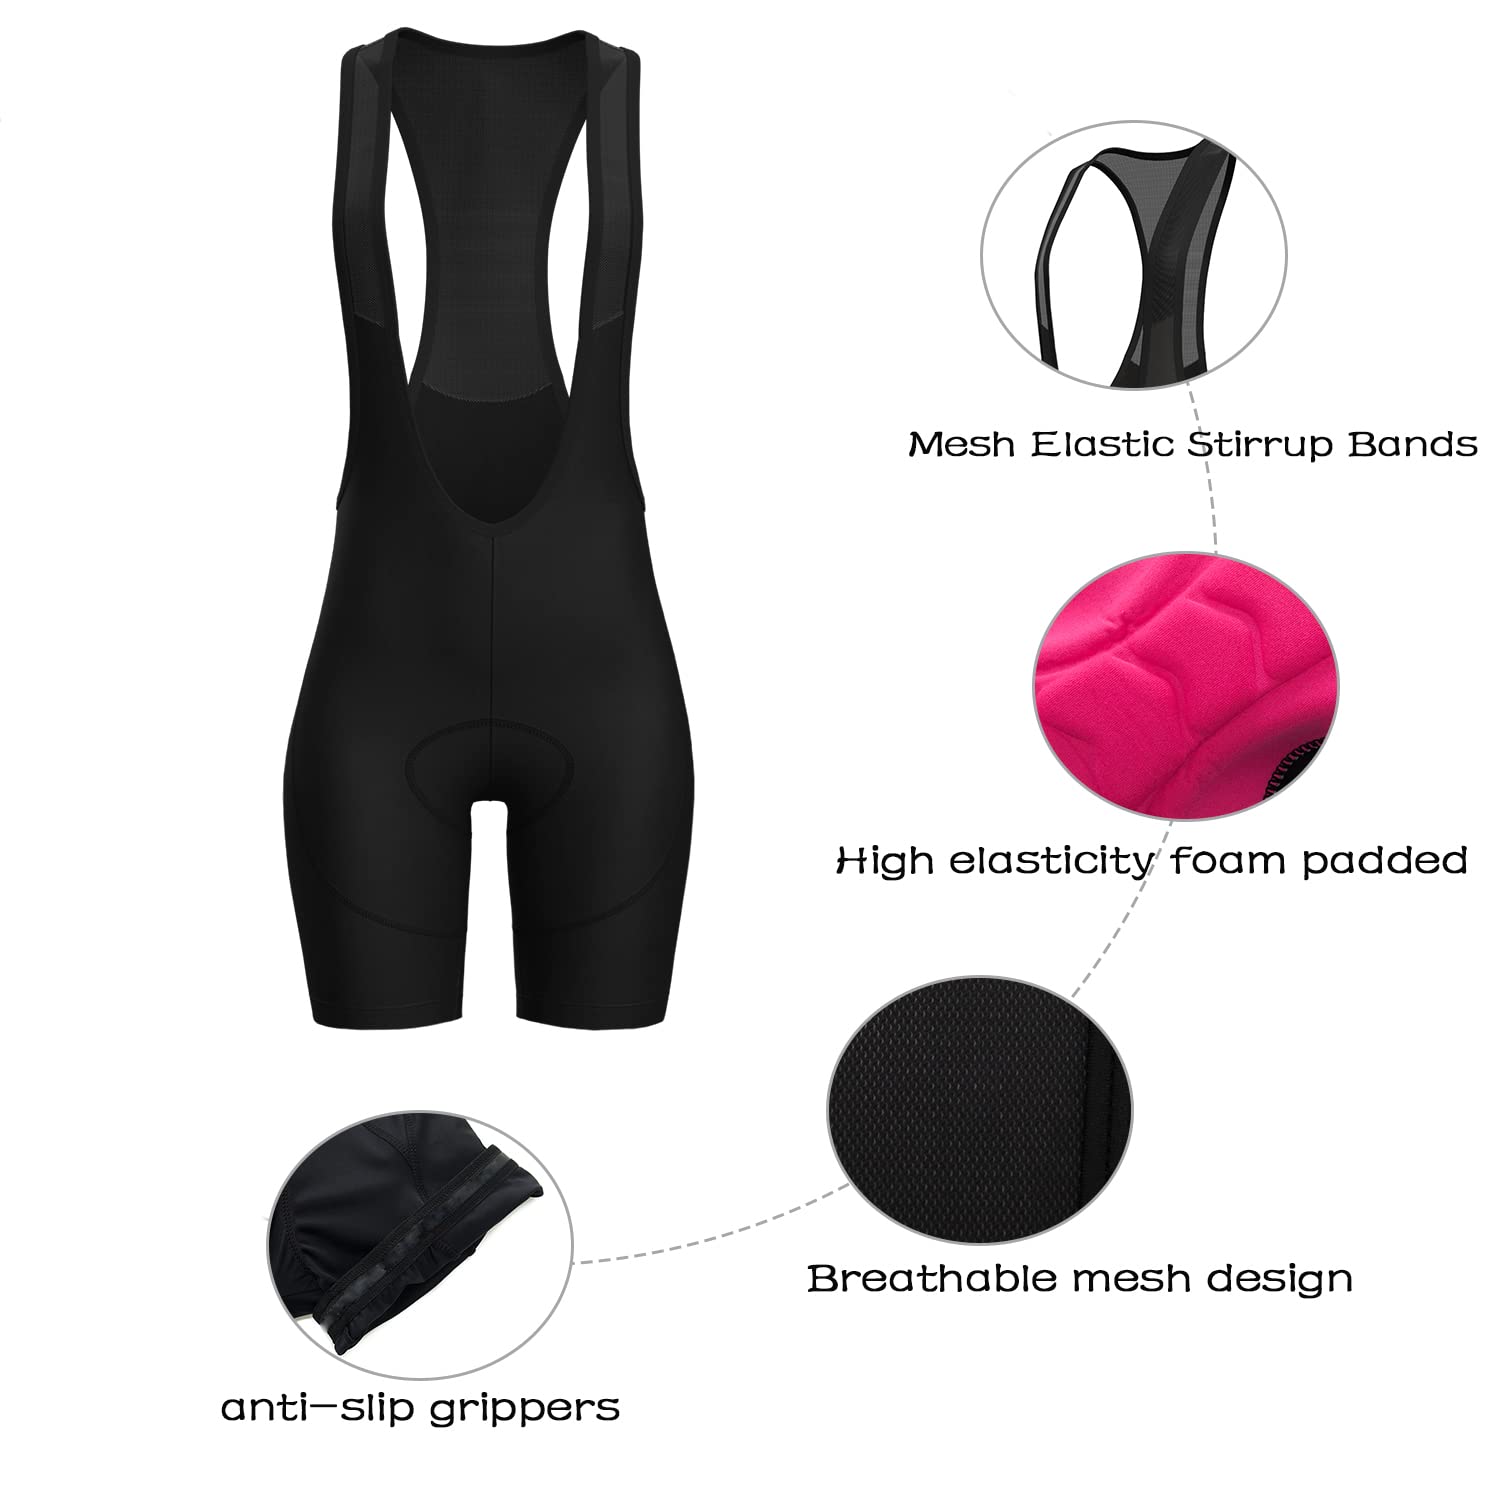 Mesh Elastic Stirrup Bands
High elasticity foam padded
Breathable mesh design
anti-slip grippers